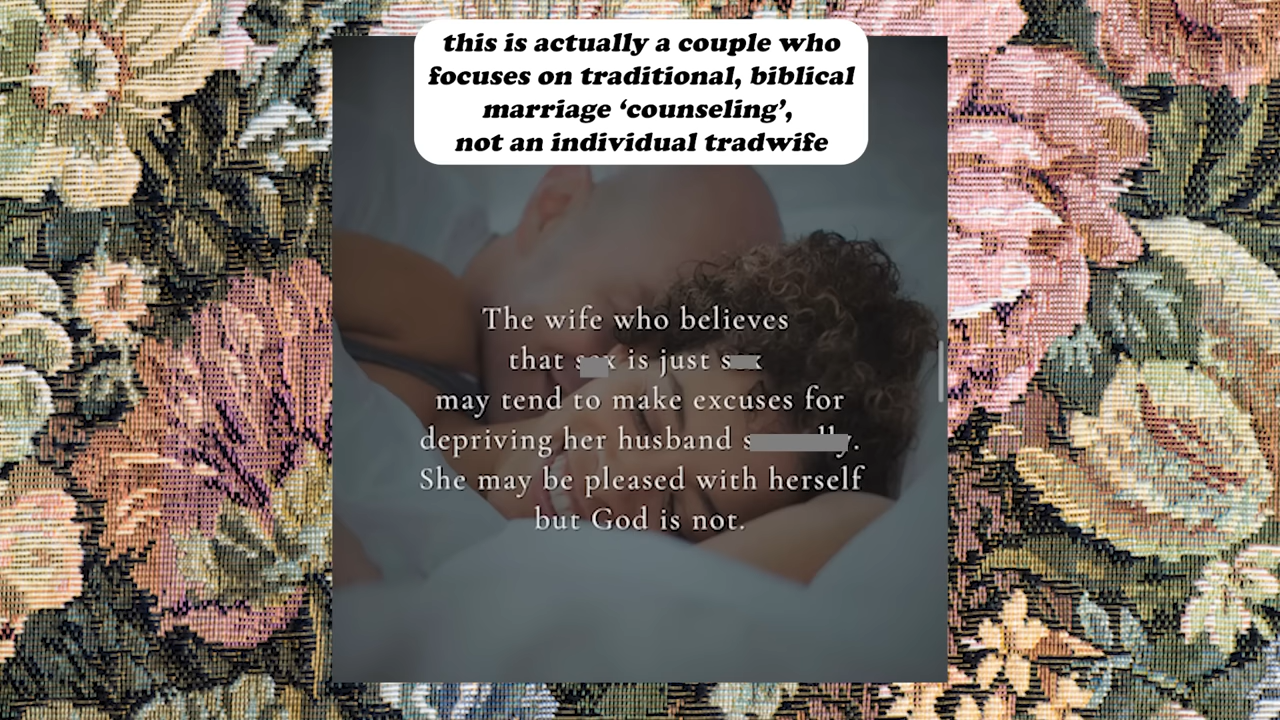 this is actually a couple who
focuses on traditional, biblical
marriage ‘counseling’,
not an individual tradwife
The wife who believes
that sex is just sex
may tend to make excuses for
depriving her husband
She may be pleased with herself
but God is not.